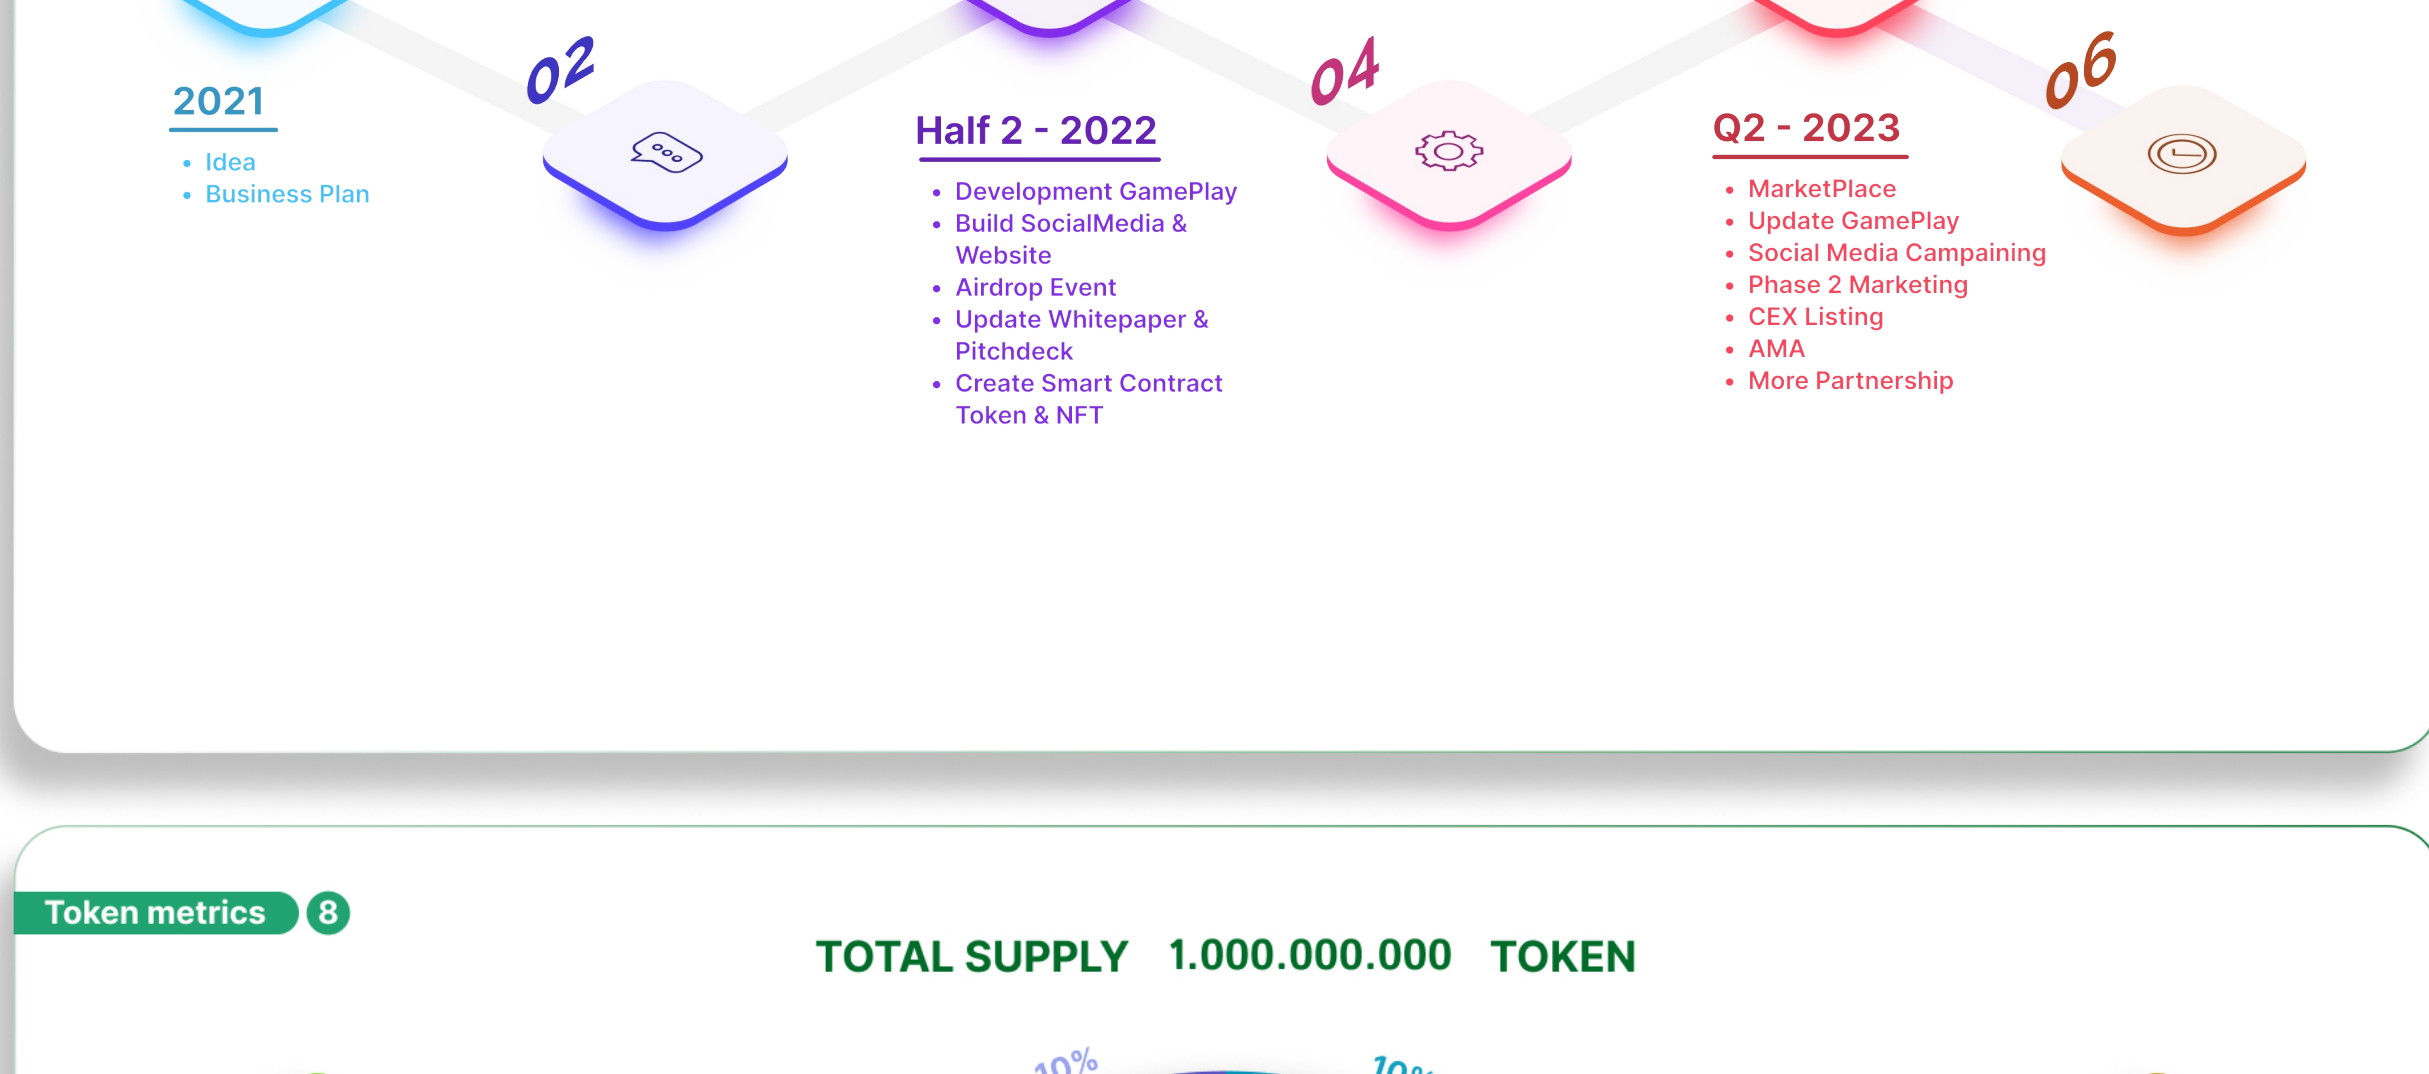 02
04
06
2021
Idea
Business Plan
Half 2 - 2022
Development GamePlay
Build SocialMedia &
Website
Airdrop Event
Update Whitepaper &
Pitchdeck
Create Smart Contract
Token & NFT
Q2 - 2023
MarketPlace
Update GamePlay
Social Media Campaining
Phase 2 Marketing
CEX Listing
AMA
More Partnership
Token metrics 8
TOTAL SUPPLY 1.000.000.000 TOKEN
10% 10%